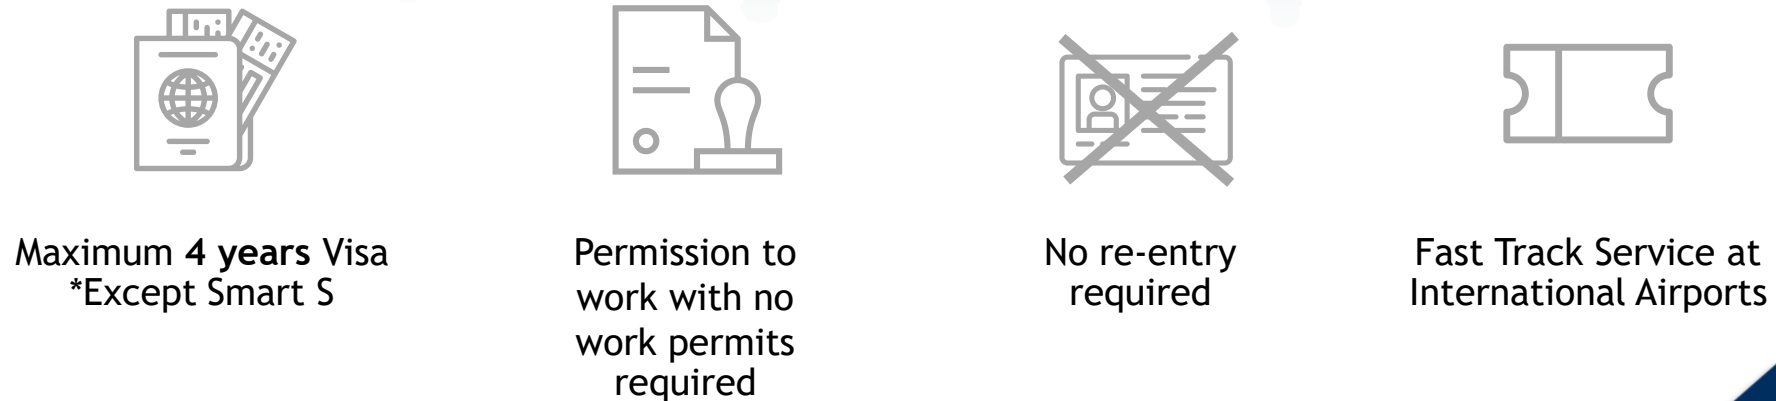 Maximum 4 years Visa
*Except Smart S
Permission to
work with no
work permits
required
No re-entry
required
Fast Track Service at
International Airports